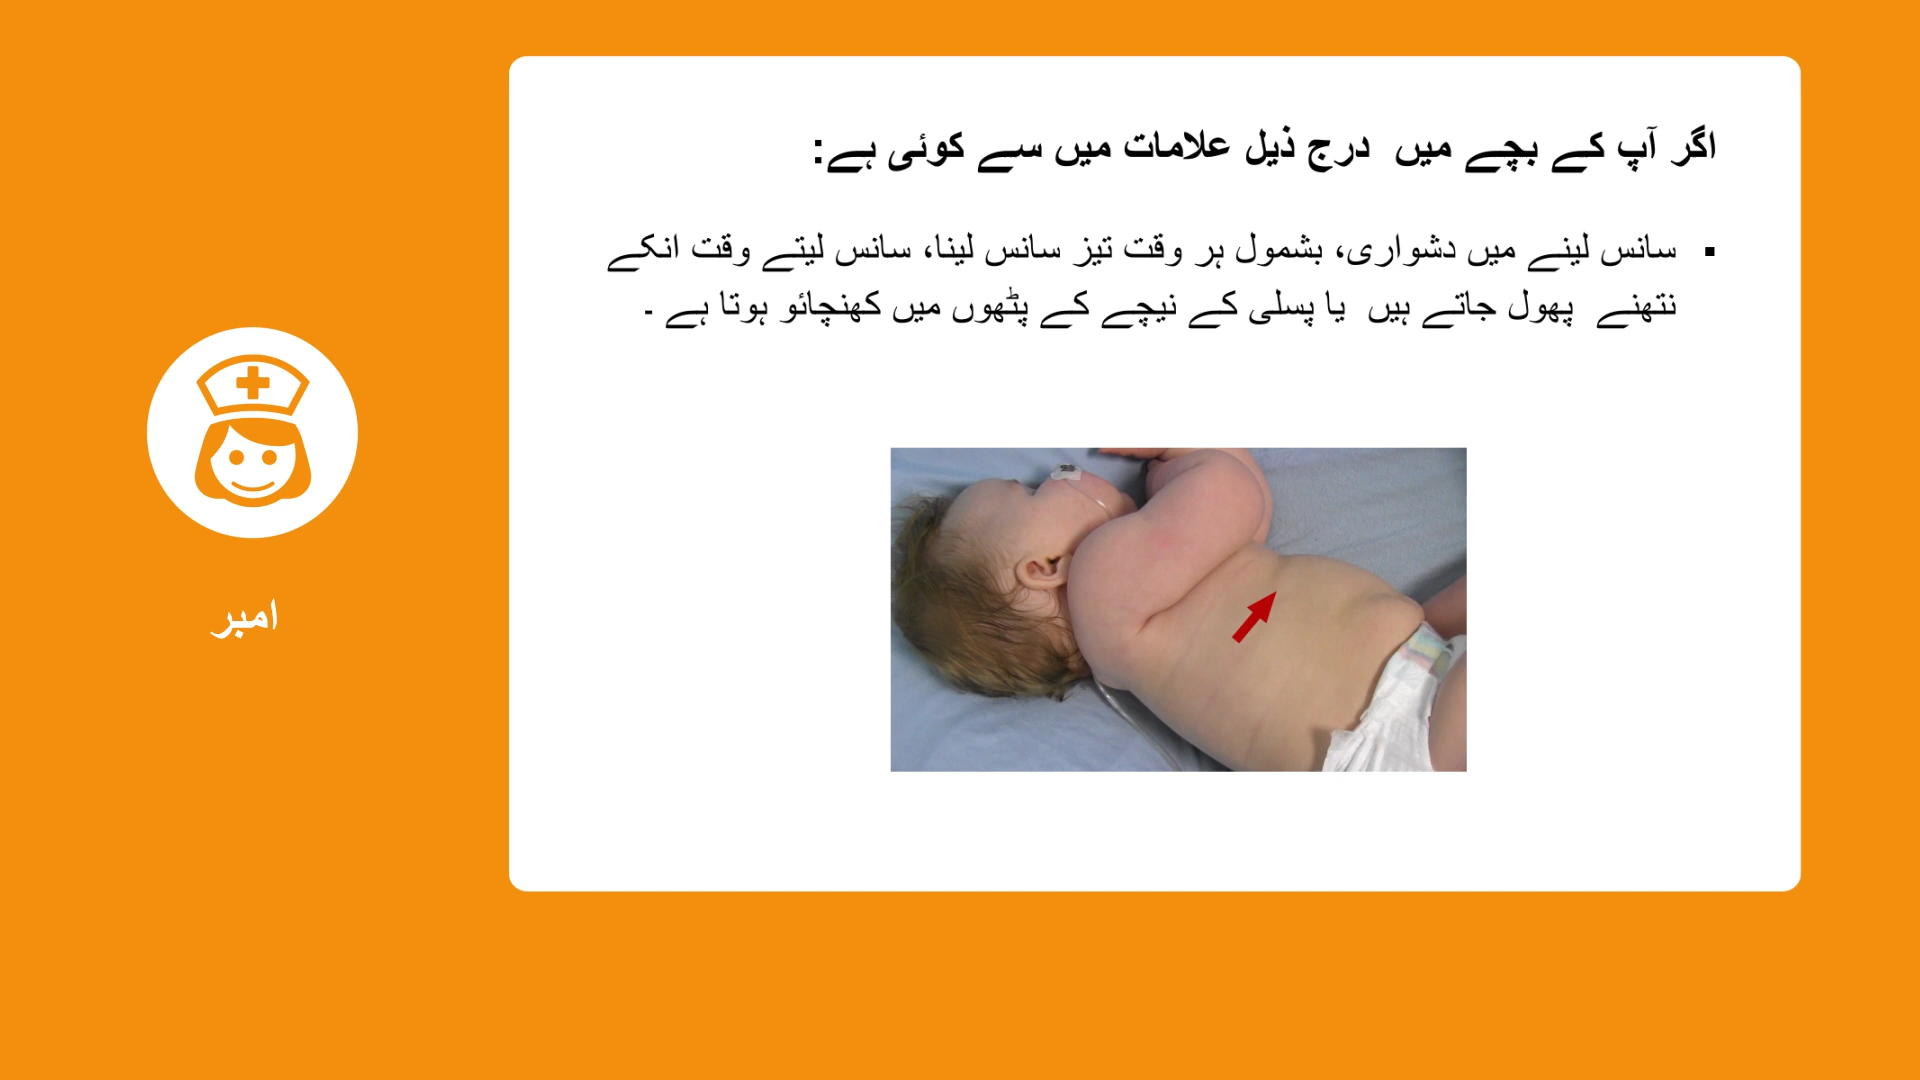 اگر آپ کے بچے میں درج ذیل علامات میں سے کوئی ہے:
▪ سانس لینے میں دشواری، بشمول ہر وقت تیز سانس لینا، سانس لیتے وقت انکے
نتھنے پھول جاتے ہیں یا پسلی کے نیچے کے پٹھوں میں کھنچائو ہوتا ہے ۔
امبر